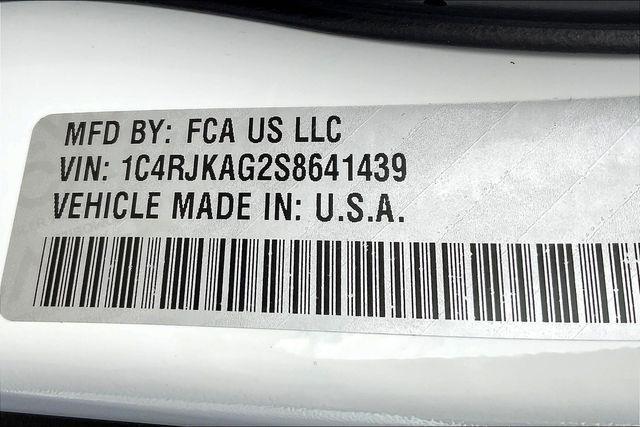 MFD BY: FCA US LLC
VIN: 1C4RJKAG2S8641439
VEHICLE MADE IN: U.S.A.